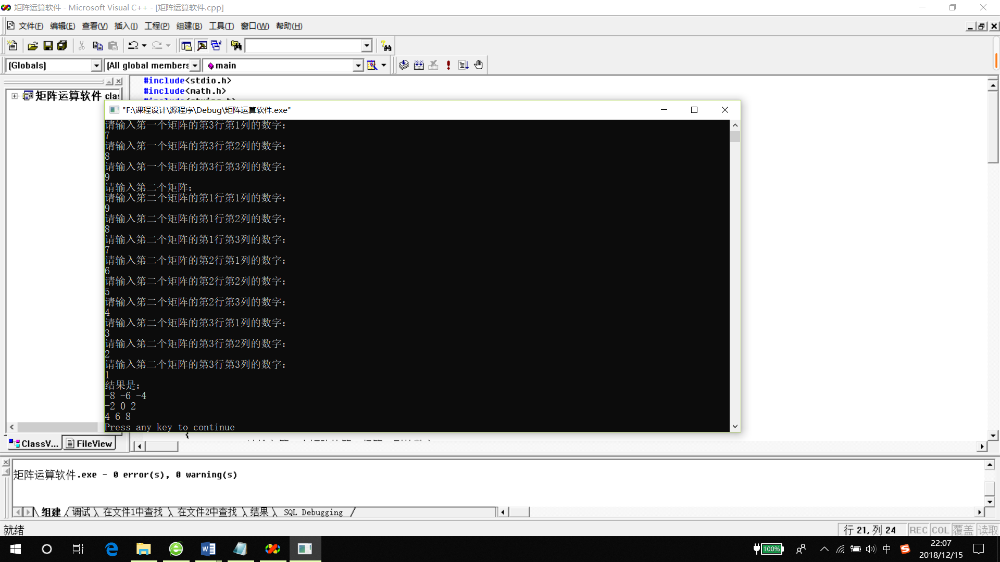 矩阵运算软件 - Microsoft Visual C++ - [矩阵运算软件.cpp]
文件(F) 编辑(E) 查看(V) 插入(I) 工程(P) 组建(B) 工具(T) 窗口(W) 帮助(H)
(Globals) (All global members main
#include<stdio.h>
#include<math.h>
矩阵运算软件 clas
"F:\课程设计\源程序\Debug\矩阵运算软件.exe"
请输入第一个矩阵的第3行第1列的数字:
7
请输入第一个矩阵的第3行第2列的数字:
8
请输入第一个矩阵的第3行第3列的数字:
9
请输入第二个矩阵:
请输入第二个矩阵的第1行第1列的数字:
9
请输入第二个矩阵的第1行第2列的数字:
8
请输入第二个矩阵的第1行第3列的数字:
7
请输入第二个矩阵的第2行第1列的数字:
6
请输入第二个矩阵的第2行第2列的数字:
5
请输入第二个矩阵的第2行第3列的数字:
4
请输入第二个矩阵的第3行第1列的数字:
3
请输入第二个矩阵的第3行第2列的数字:
2
请输入第二个矩阵的第3行第3列的数字:
1
结果是:
-8 -6 -4
-2 0 2
4 6 8
Press any key to continue
{
ClassV... FileView
矩阵运算软件.exe - 0 error(s), 0 warning(s)
组建 调试 在文件1中查找 在文件2中查找 结果 SQL Debugging
就绪 行 21, 列 24 REC COL 覆盖 读取
100% 中 22:07
2018/12/15